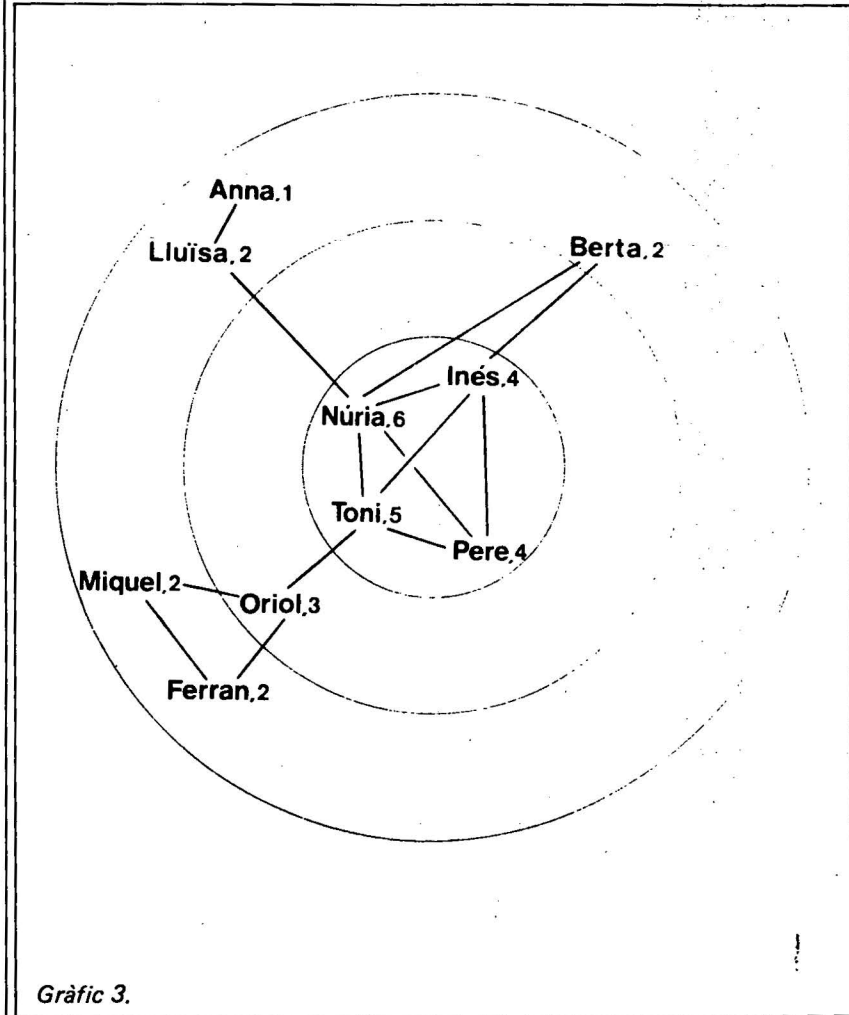 Anna,1
Lluïsa, 2
Berta, 2
Inés,4
Núria,6
Toni,5
Pere,4
Miquel,2
Oriol,3
Ferran,2
Gràfic 3.